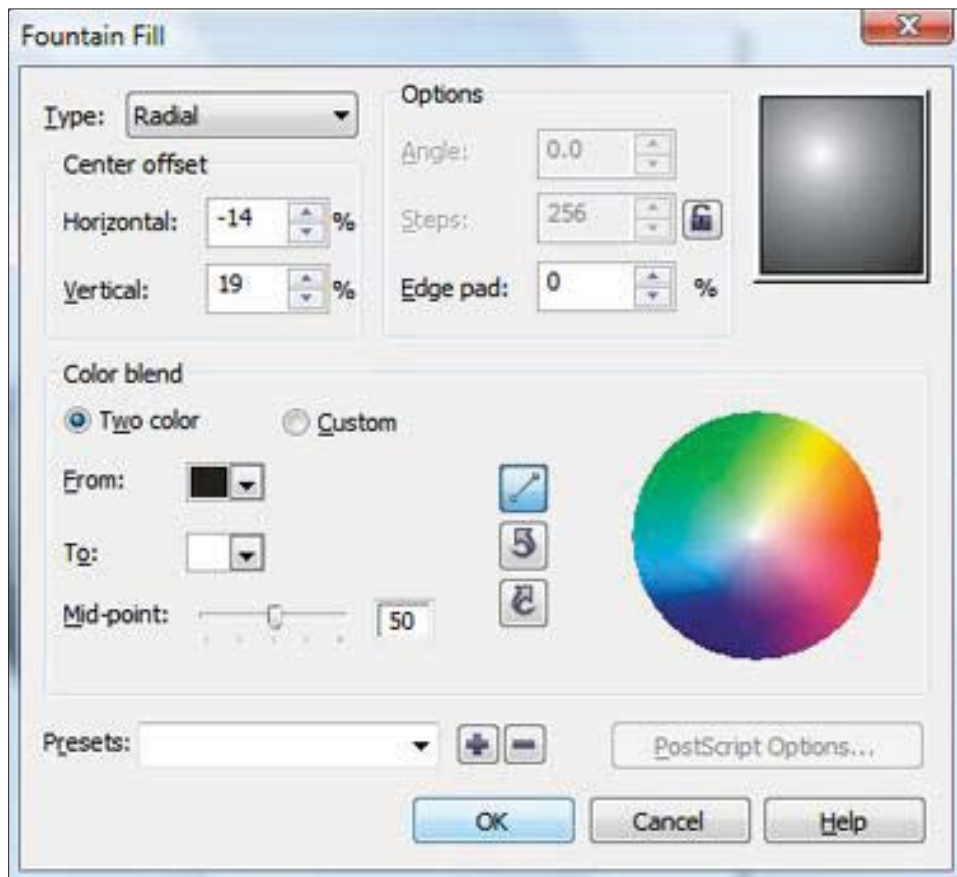 Fountain Fill
Type: Radial
Center offset
Horizontal: -14 %
Vertical: 19 %
Options
Angle: 0.0
Steps: 256
Edge pad: 0 %
Color blend
Two color Custom
From:
To:
Mid-point: 50
Presets:
PostScript Options...
OK Cancel Help